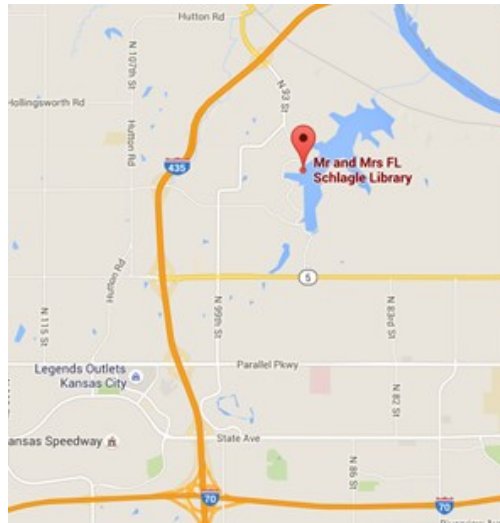 Hutton Rd
N 107th St
N 93 St
Hollingsworth Rd
Hutton Rd
435
Mr and Mrs FL
Schlagle Library
Hutton Rd
5
N 115 St
N 99th St
N 83rd St
Parallel Pkwy
Legends Outlets
Kansas City
N 82 St
State Ave
ansas Speedway
N 86 St
70
70